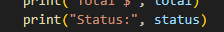 print("Total $", total)
print("Status:", status)